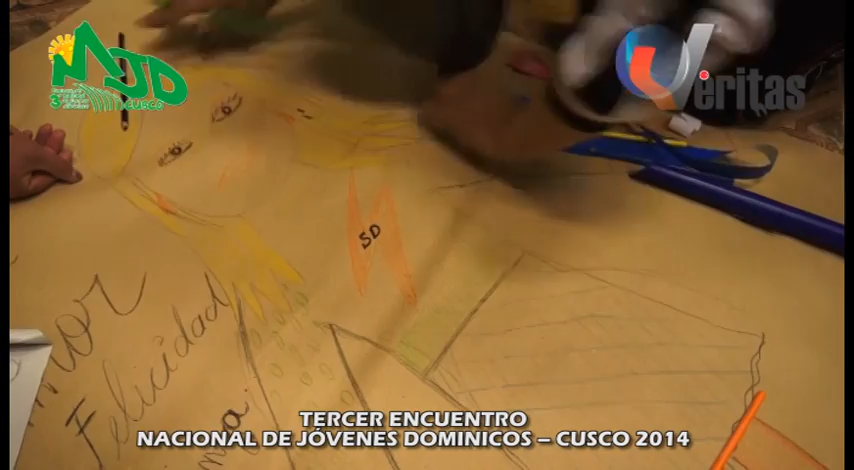 MJD
CUSCO
Veritas
SD
Felicidad
TERCER ENCUENTRO
NACIONAL DE JÓVENES DOMINICOS – CUSCO 2014